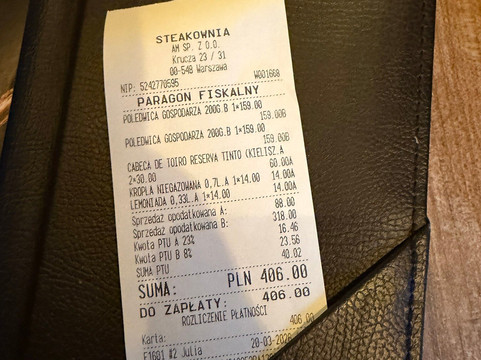 STEAKOWNIA
AM SP. Z O.O.
Krucza 23 / 31
00-548 Warszawa
NIP: 5242770595 W001668
PARAGON FISKALNY
POLĘDWICA GOSPODARZA 200G.B 1×159.00
159.00B
POLĘDWICA GOSPODARZA 200G.B 1×159.00
159.00B
CABECA DE TOIRO RESERVA TINTO (KIELISZ.A
2×30.00 60.00A
KROPLA NIEGAZOWANA 0,7L.A 1×14.00 14.00A
LEMONIADA 0,33L.A 1×14.00 14.00A
Sprzedaż opodatkowana A: 88.00
Sprzedaż opodatkowana B: 318.00
Kwota PTU A 23% 16.46
Kwota PTU B 8% 23.56
SUMA PTU 40.02
SUMA: PLN 406.00
DO ZAPŁATY: 406.00
ROZLICZENIE PŁATNOŚCI
Karta: 406.00
#2 Julia 20-03-